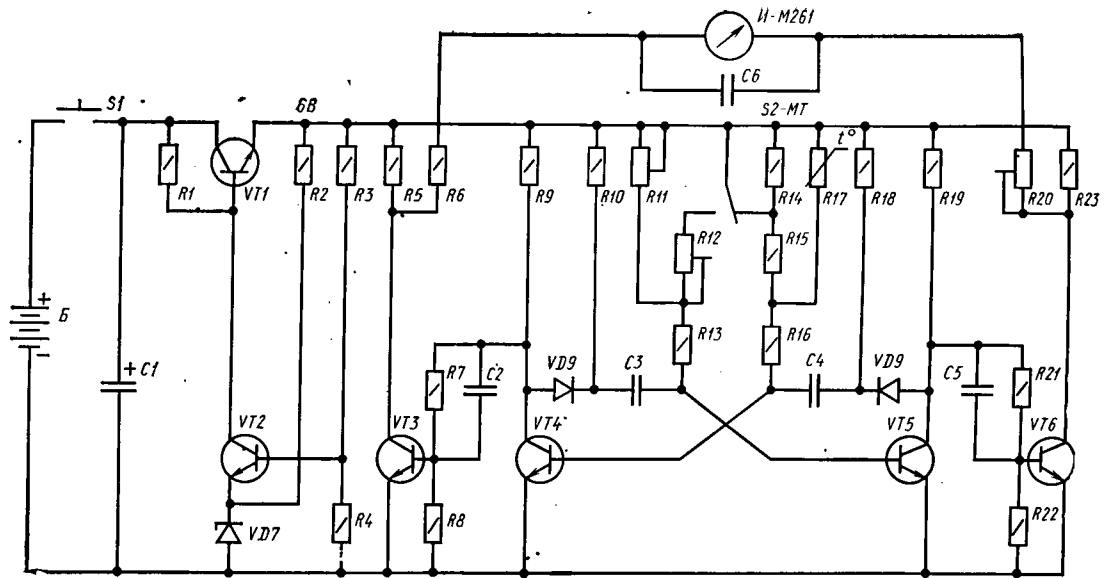 И-М261
C6
S1
6В
S2-МТ
t°
R1
VT1
R2
R3
R5
R6
R9
R10
R11
R14
R17
R18
R19
R20
R23
R12
R15
+
Б
-
R13
R16
+
C1
R7
C2
VD9
C3
C4
VD9
C5
R21
VT2
VT3
VT4
VT5
VT6
VD7
R4
R8
R22